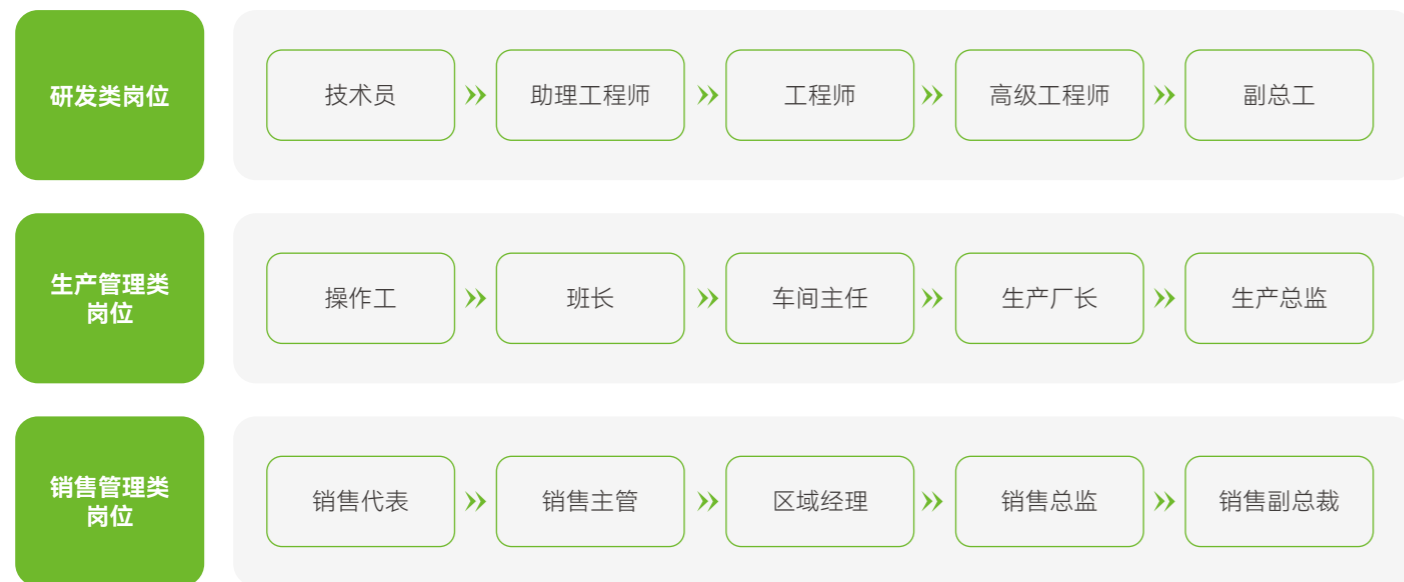 研发类岗位
技术员
助理工程师
工程师
高级工程师
副总工
生产管理类
岗位
操作工
班长
车间主任
生产厂长
生产总监
销售管理类
岗位
销售代表
销售主管
区域经理
销售总监
销售副总裁